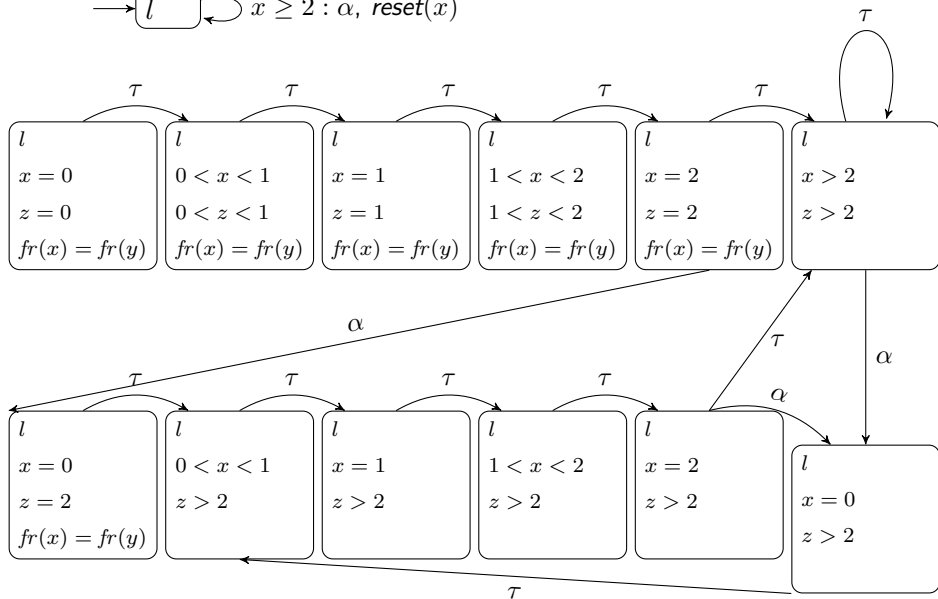 l
x ≥ 2 : α, reset(x)
τ
τ
τ
τ
τ
τ
l
x = 0
z = 0
fr(x) = fr(y)
l
0 < x < 1
0 < z < 1
fr(x) = fr(y)
l
x = 1
z = 1
fr(x) = fr(y)
l
1 < x < 2
1 < z < 2
fr(x) = fr(y)
l
x = 2
z = 2
fr(x) = fr(y)
l
x > 2
z > 2
α
τ
α
τ
τ
τ
τ
α
l
x = 0
z = 2
fr(x) = fr(y)
l
0 < x < 1
z > 2
l
x = 1
z > 2
l
1 < x < 2
z > 2
l
x = 2
z > 2
l
x = 0
z > 2
τ